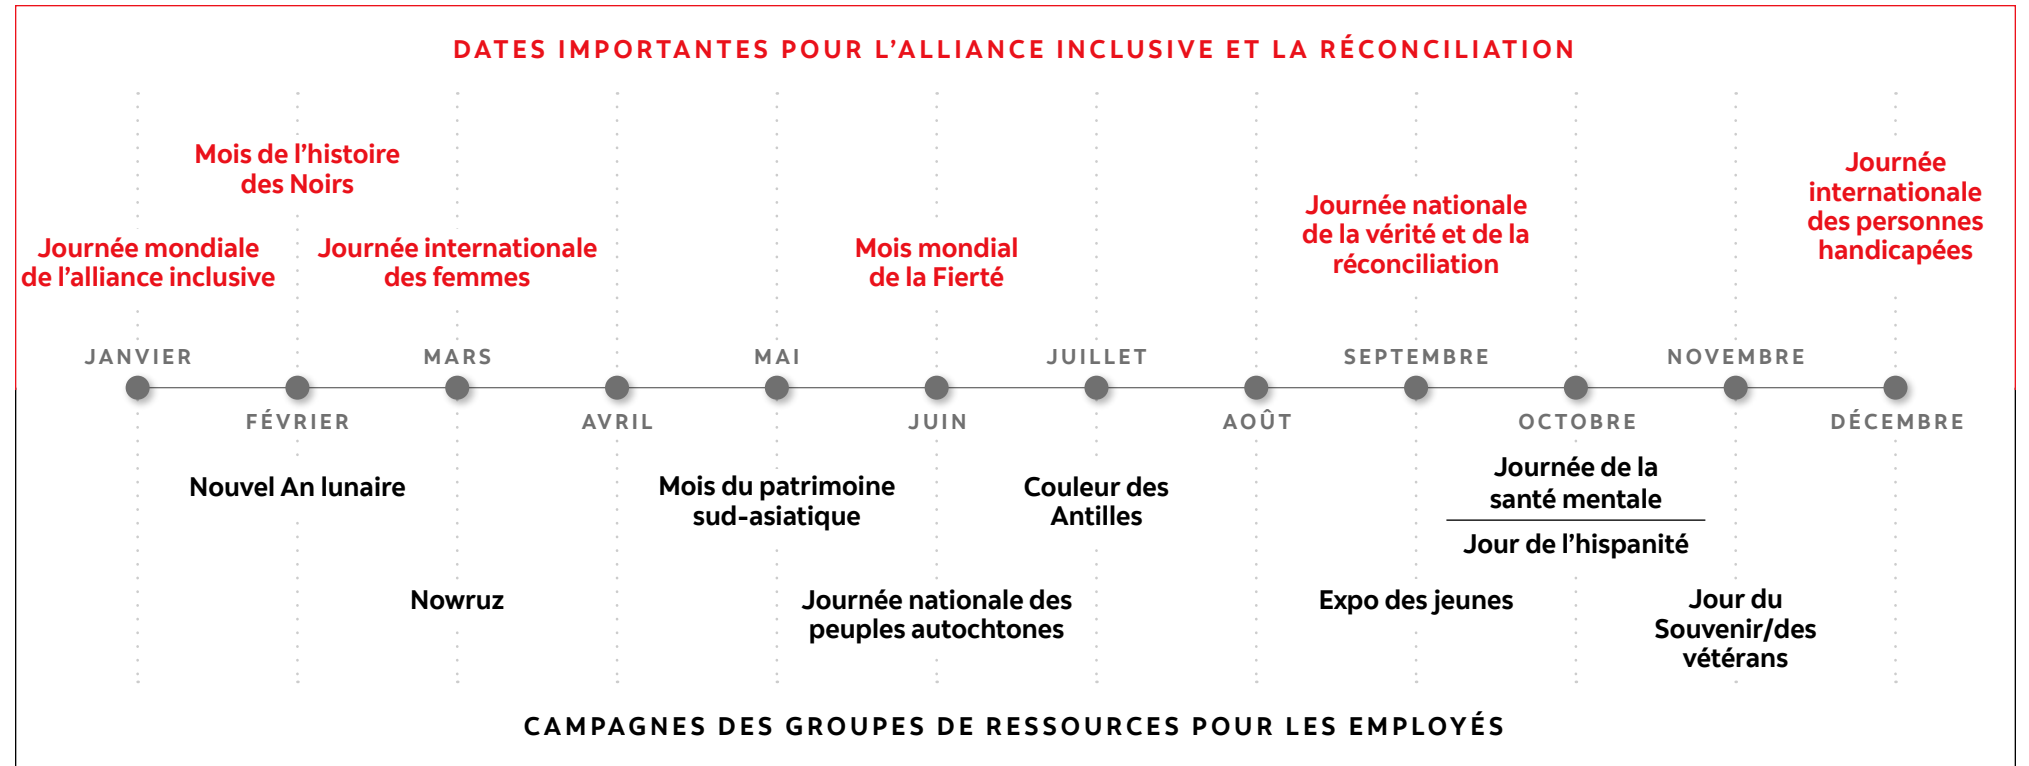 DATES IMPORTANTES POUR L’ALLIANCE INCLUSIVE ET LA RÉCONCILIATION
Journée mondiale
de l’alliance inclusive
Mois de l’histoire
des Noirs
Journée internationale
des femmes
Mois mondial
de la Fierté
Journée nationale
de la vérité et de la
réconciliation
Journée
internationale
des personnes
handicapées
JANVIER
FÉVRIER
MARS
AVRIL
MAI
JUIN
JUILLET
AOÛT
SEPTEMBRE
OCTOBRE
NOVEMBRE
DÉCEMBRE
Nouvel An lunaire
Nowruz
Mois du patrimoine
sud-asiatique
Journée nationale des
peuples autochtones
Couleur des
Antilles
Expo des jeunes
Journée de la
santé mentale
Jour de l’hispanité
Jour du
Souvenir/des
vétérans
CAMPAGNES DES GROUPES DE RESSOURCES POUR LES EMPLOYÉS